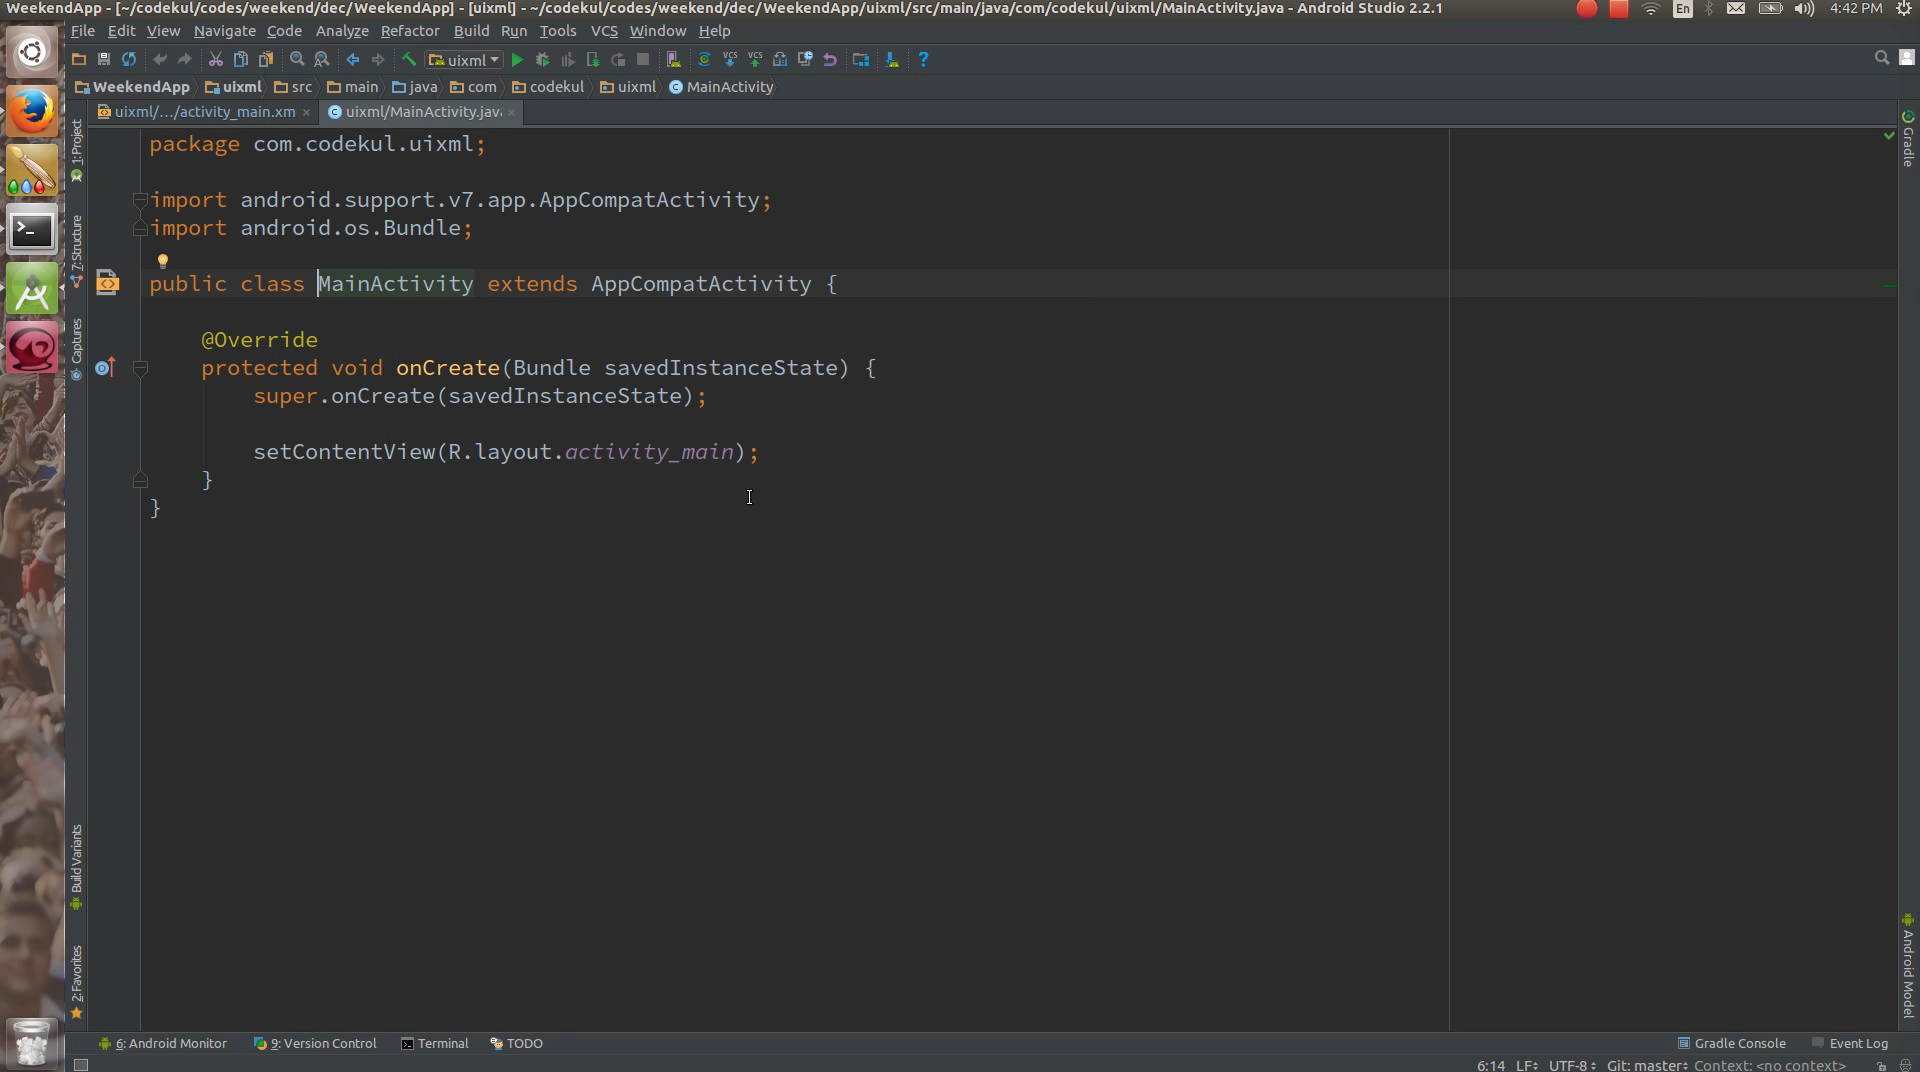 WeekendApp - [~/codekul/codes/weekend/dec/WeekendApp] - [uixml] - ~/codekul/codes/weekend/dec/WeekendApp/uixml/src/main/java/com/codekul/uixml/MainActivity.java - Android Studio 2.2.1
En
4:42 PM
File Edit View Navigate Code Analyze Refactor Build Run Tools VCS Window Help
uixml
VCS VCS
?
WeekendApp uixml src main java com codekul uixml MainActivity
uixml/.../activity_main.xm
uixml/MainActivity.java
1: Project
7: Structure
Captures
Build Variants
2: Favorites
Gradle
Android Model
package com.codekul.uixml;
import android.support.v7.app.AppCompatActivity;
import android.os.Bundle;
public class MainActivity extends AppCompatActivity {
@Override
protected void onCreate(Bundle savedInstanceState) {
super.onCreate(savedInstanceState);
setContentView(R.layout.activity_main);
}
}
6: Android Monitor 9: Version Control Terminal TODO
Gradle Console Event Log
6:14 LF UTF-8 Git: master Context: <no context>